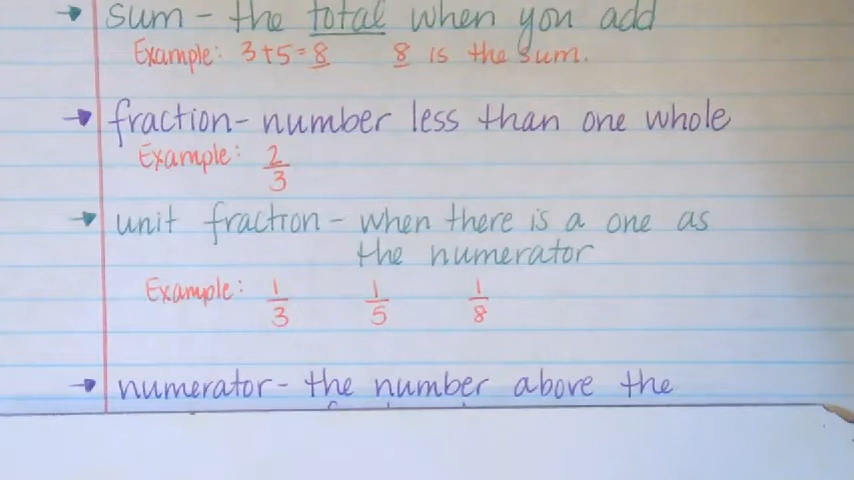 → sum - the total when you add
Example: 3+5=8 8 is the sum.
→ fraction - number less than one whole
Example: 2/3
→ unit fraction - when there is a one as
the numerator
Example: 1/3 1/5 1/8
→ numerator - the number above the